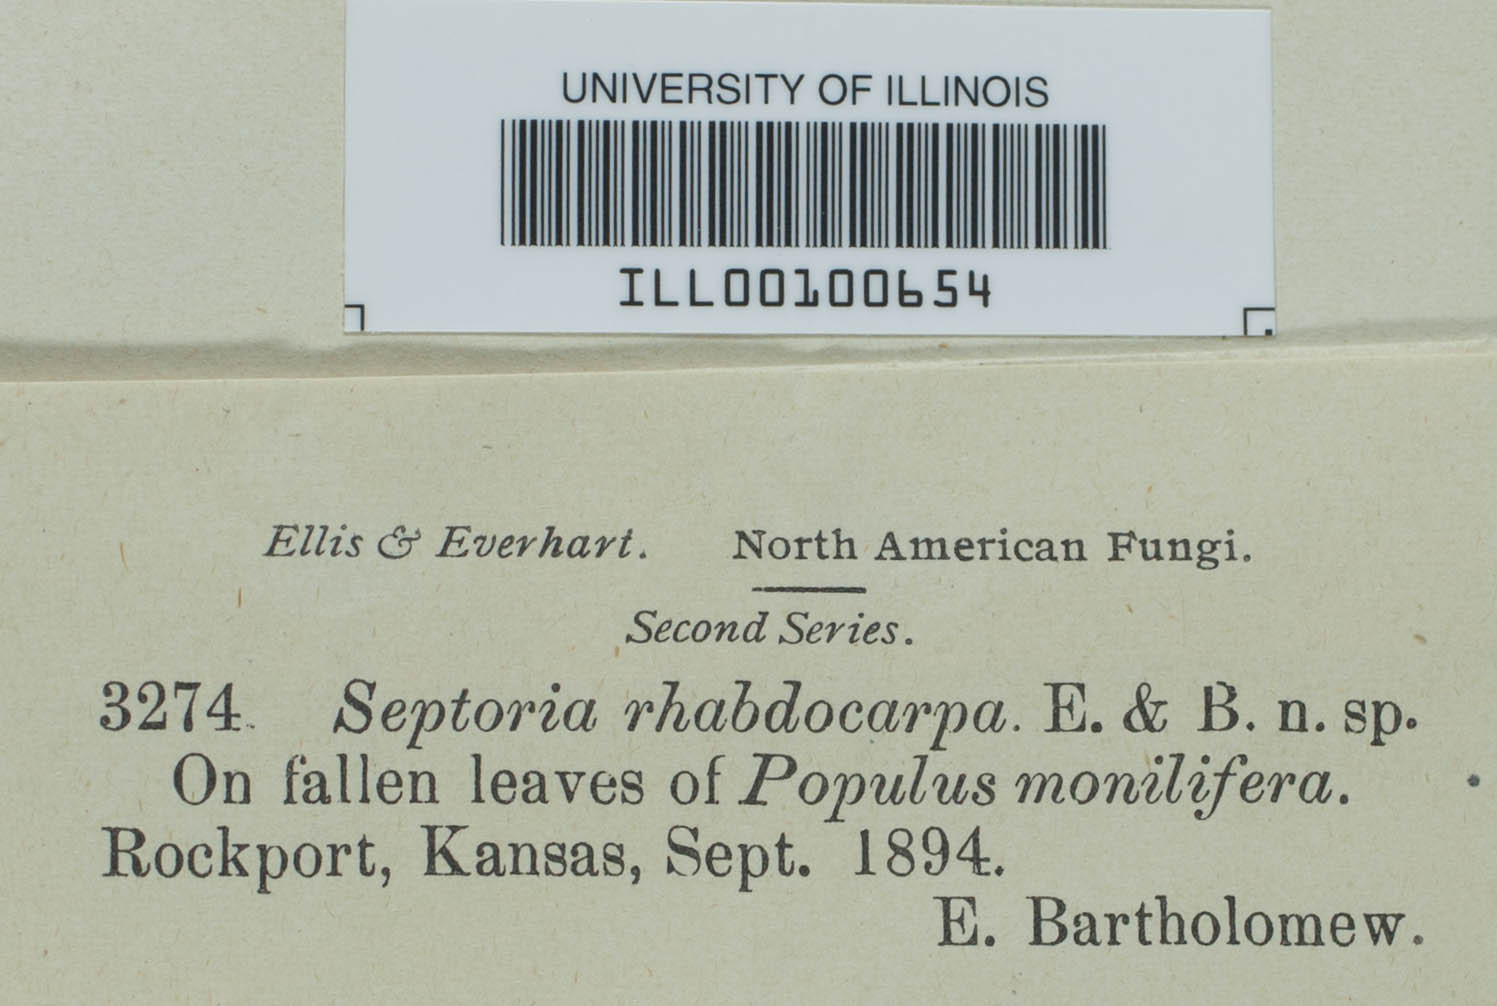 UNIVERSITY OF ILLINOIS
ILL00100654
Ellis & Everhart. North American Fungi.
Second Series.
3274. Septoria rhabdocarpa. E. & B. n. sp.
On fallen leaves of Populus monilifera.
Rockport, Kansas, Sept. 1894.
E. Bartholomew.